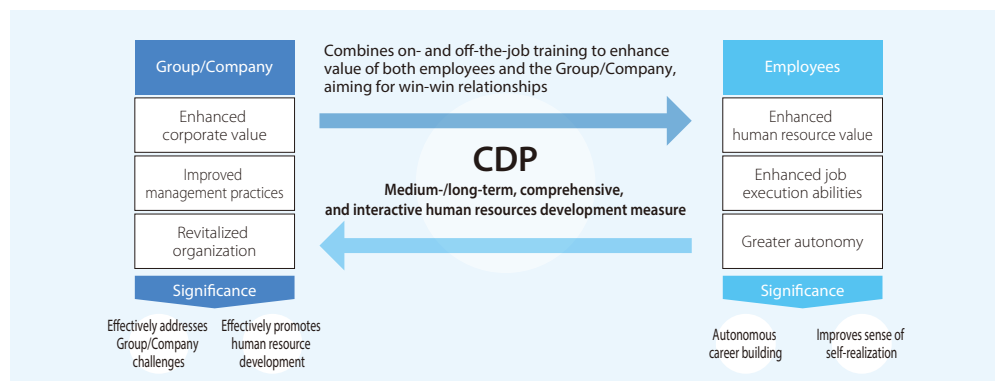 Group/Company
Enhanced
corporate value
Improved
management practices
Revitalized
organization
Significance
Effectively addresses
Group/Company
challenges
Effectively promotes
human resource
development
Combines on- and off-the-job training to enhance
value of both employees and the Group/Company,
aiming for win-win relationships
CDP
Medium-/long-term, comprehensive,
and interactive human resources development measure
Employees
Enhanced
human resource value
Enhanced job
execution abilities
Greater autonomy
Significance
Autonomous
career building
Improves sense of
self-realization